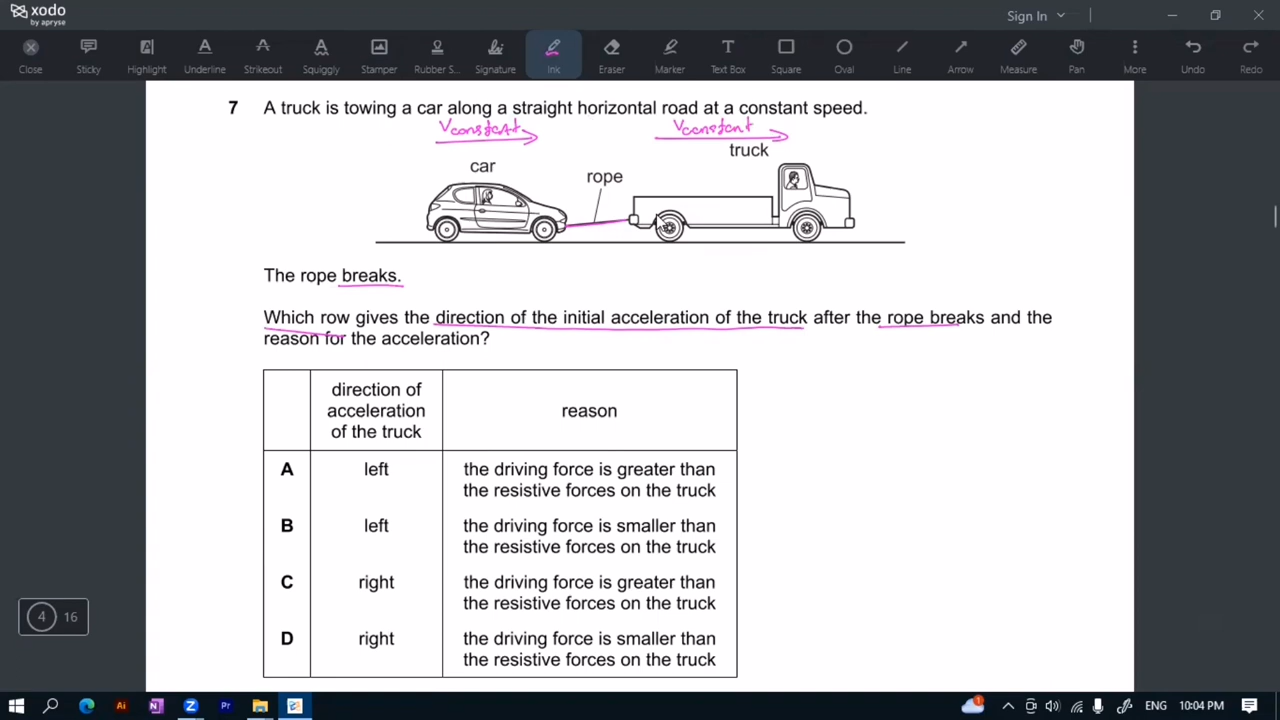 xodo
by apryse
Sign In
Close
Sticky
Highlight
Underline
Strikeout
Squiggly
Stamper
Rubber S...
Signature
Ink
Eraser
Marker
Text Box
Square
Oval
Line
Arrow
Measure
Pan
More
Undo
Redo
7 A truck is towing a car along a straight horizontal road at a constant speed.
Vconstant Vconstant
truck
car
rope
The rope breaks.
Which row gives the direction of the initial acceleration of the truck after the rope breaks and the
reason for the acceleration?
direction of
acceleration
of the truck
reason
A left the driving force is greater than
the resistive forces on the truck
B left the driving force is smaller than
the resistive forces on the truck
C right the driving force is greater than
the resistive forces on the truck
D right the driving force is smaller than
the resistive forces on the truck
4 16
Ai
N
Pr
1
ENG 10:04 PM